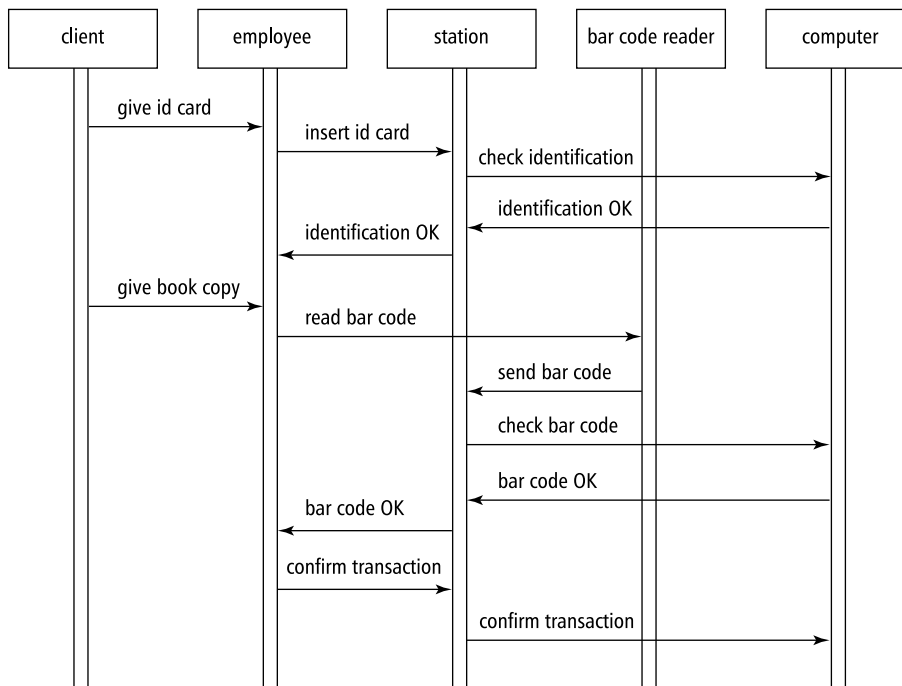 client
employee
station
bar code reader
computer
give id card
insert id card
check identification
identification OK
identification OK
give book copy
read bar code
send bar code
check bar code
bar code OK
bar code OK
confirm transaction
confirm transaction